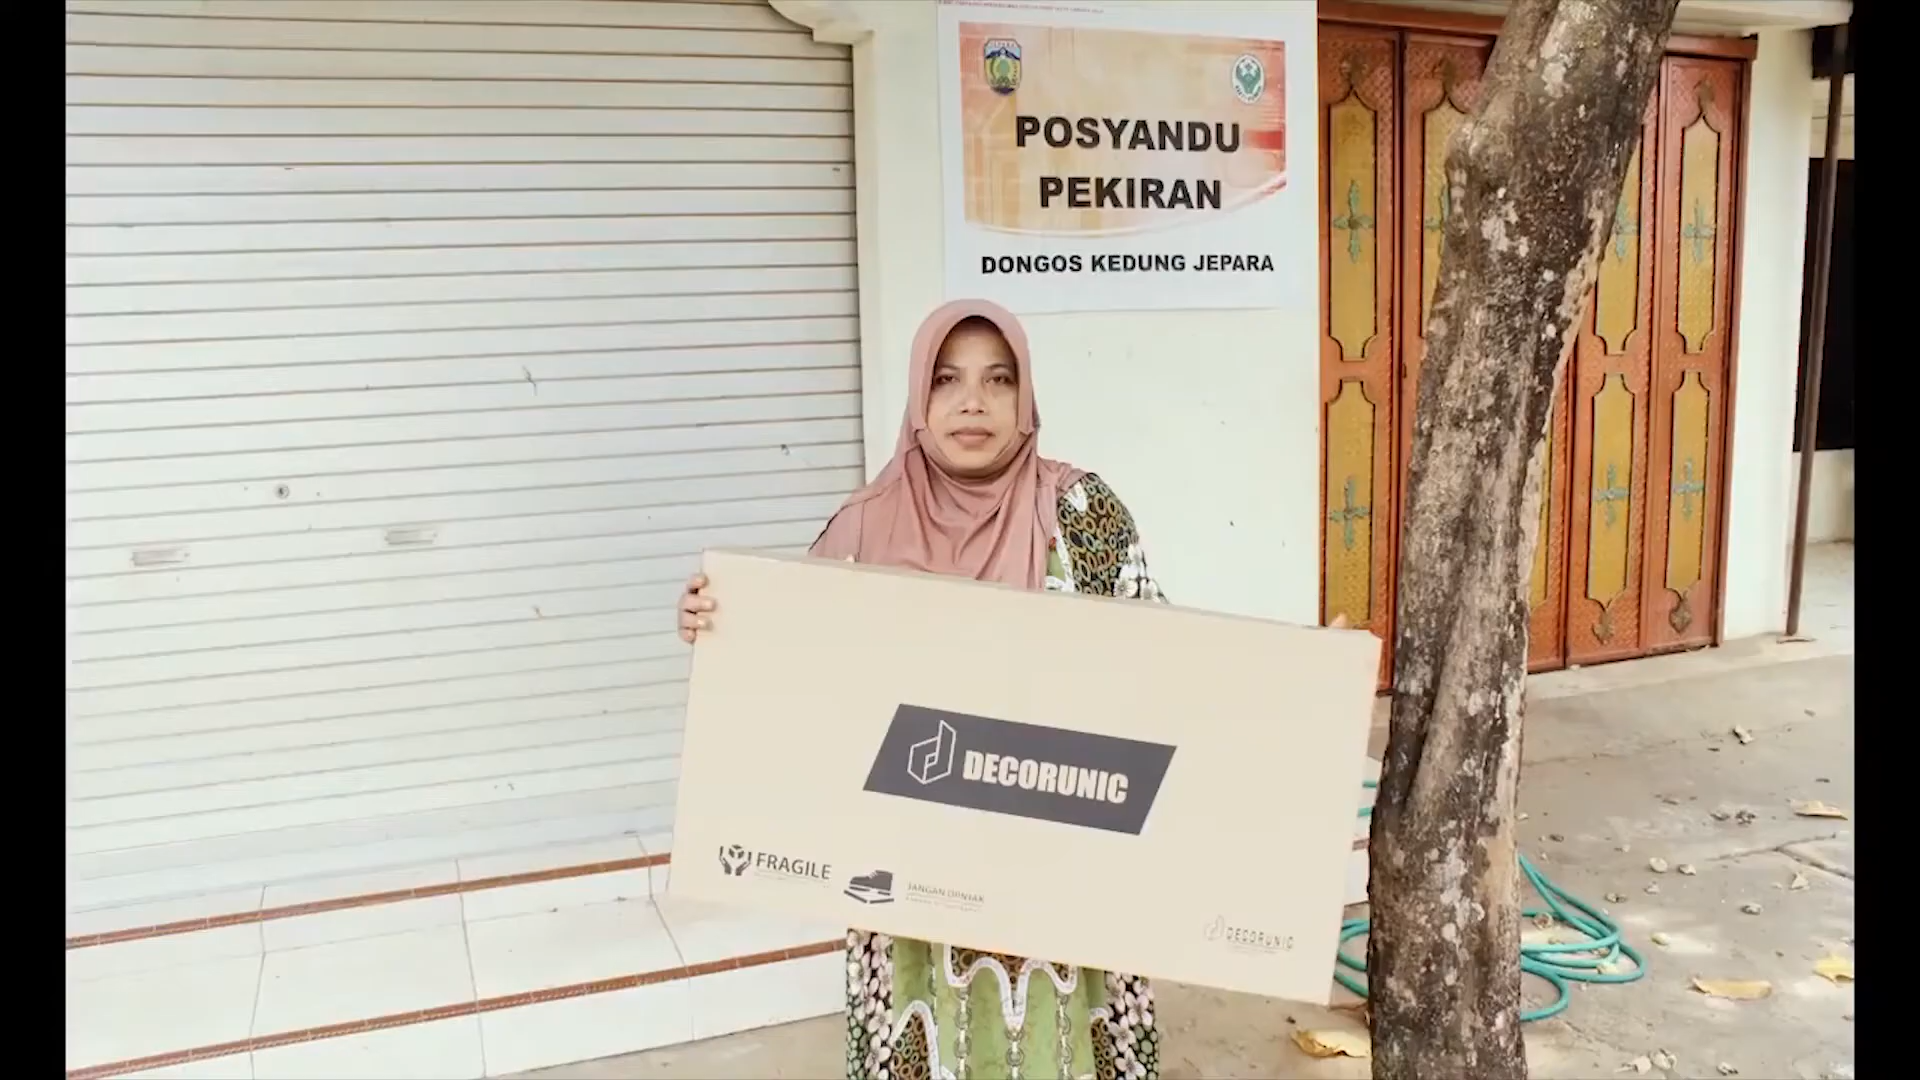 POSYANDU
PEKIRAN
DONGOS KEDUNG JEPARA
DECORUNIC
FRAGILE
JANGAN DIINJAK
DECORUNIC